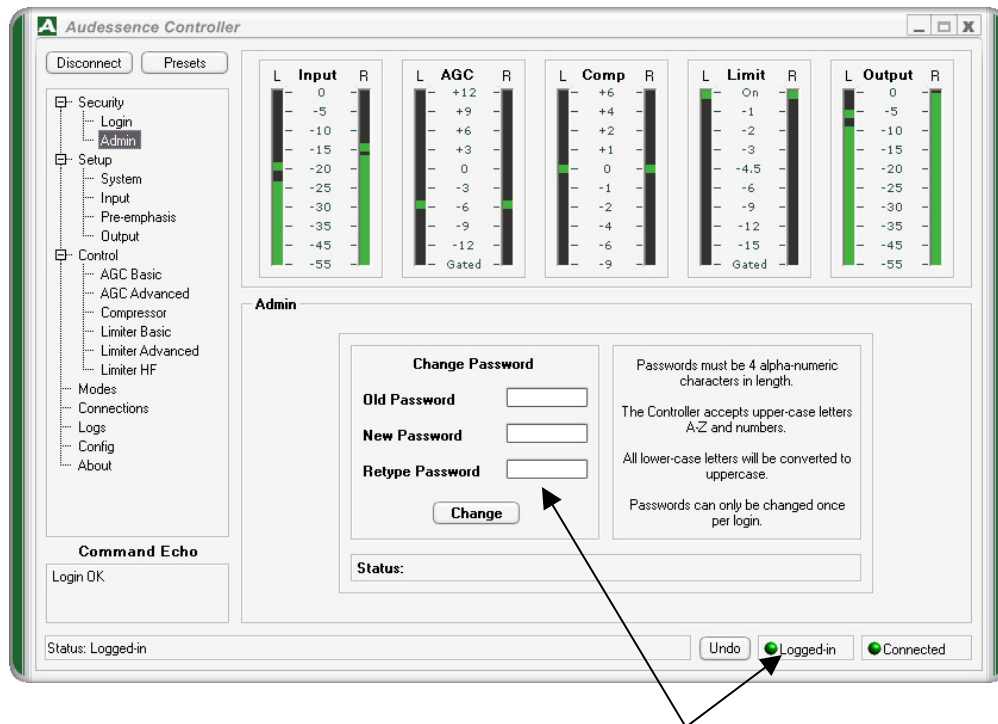 Audessence Controller
Disconnect Presets
Security
Login
Admin
Setup
System
Input
Pre-emphasis
Output
Control
AGC Basic
AGC Advanced
Compressor
Limiter Basic
Limiter Advanced
Limiter HF
Modes
Connections
Logs
Config
About
Command Echo
Login OK
L Input R
0
-5
-10
-15
-20
-25
-30
-35
-45
-55
L AGC R
+12
+9
+6
+3
0
-3
-6
-9
-12
Gated
L Comp R
+6
+4
+2
+1
0
-1
-2
-4
-6
-9
L Limit R
On
-1
-2
-3
-4.5
-6
-9
-12
-15
Gated
L Output R
0
-5
-10
-15
-20
-25
-30
-35
-45
-55
Admin
Change Password
Old Password
New Password
Retype Password
Change
Passwords must be 4 alpha-numeric
characters in length.
The Controller accepts upper-case letters
A-Z and numbers.
All lower-case letters will be converted to
uppercase.
Passwords can only be changed once
per login.
Status:
Status: Logged-in
Undo
Logged-in
Connected